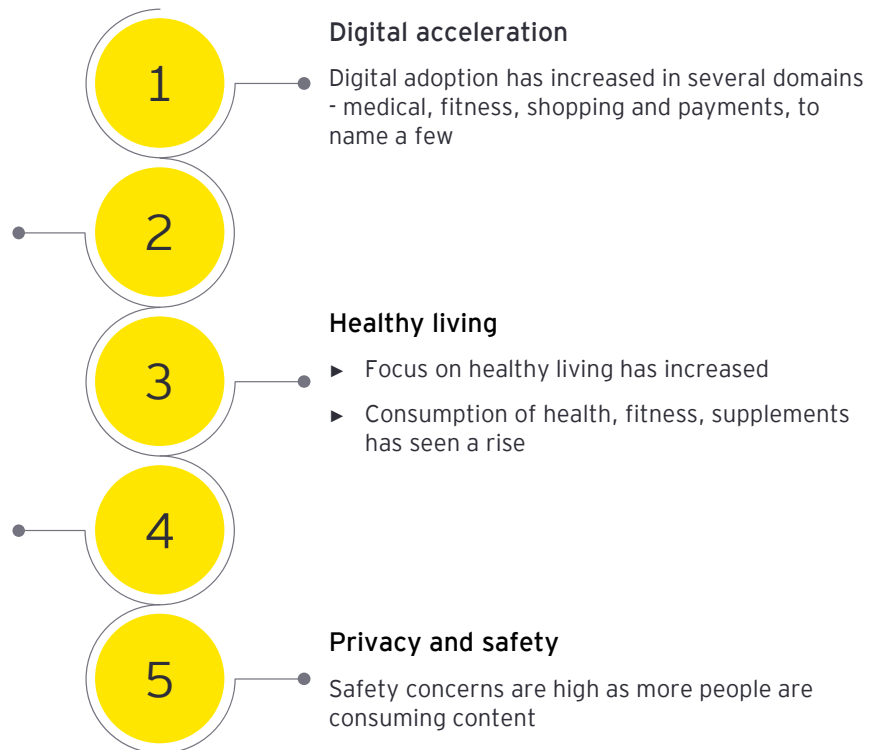 1
Digital acceleration
Digital adoption has increased in several domains
- medical, fitness, shopping and payments, to
name a few
2
3
Healthy living
► Focus on healthy living has increased
► Consumption of health, fitness, supplements
has seen a rise
4
5
Privacy and safety
Safety concerns are high as more people are
consuming content